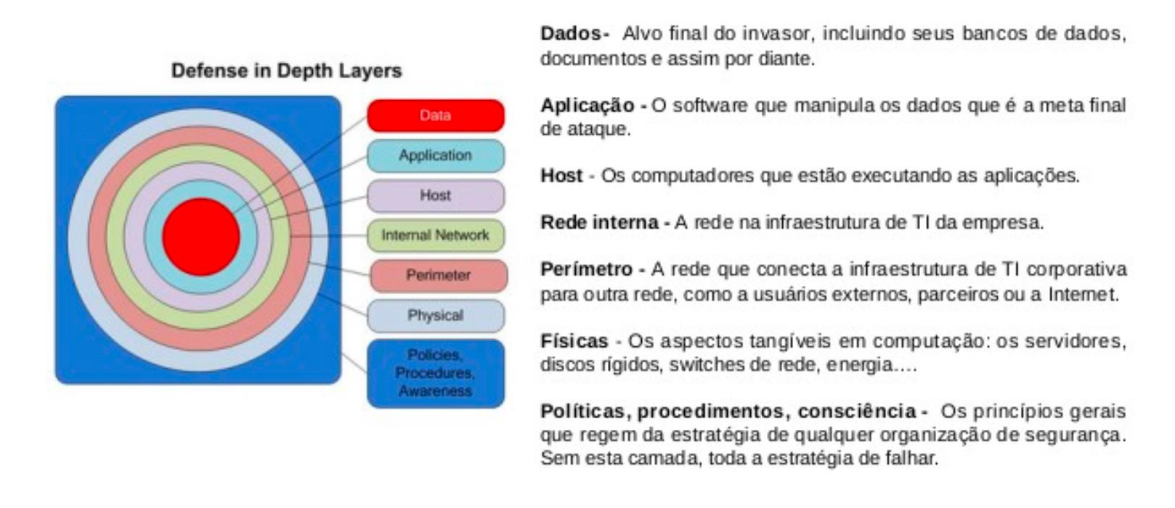 Defense in Depth Layers
Data
Application
Host
Internal Network
Perimeter
Physical
Policies,
Procedures,
Awareness
Dados- Alvo final do invasor, incluindo seus bancos de dados,
documentos e assim por diante.
Aplicação - O software que manipula os dados que é a meta final
de ataque.
Host - Os computadores que estão executando as aplicações.
Rede interna - A rede na infraestrutura de TI da empresa.
Perímetro - A rede que conecta a infraestrutura de TI corporativa
para outra rede, como a usuários externos, parceiros ou a Internet.
Físicas - Os aspectos tangíveis em computação: os servidores,
discos rígidos, switches de rede, energia….
Políticas, procedimentos, consciência - Os princípios gerais
que regem da estratégia de qualquer organização de segurança.
Sem esta camada, toda a estratégia de falhar.